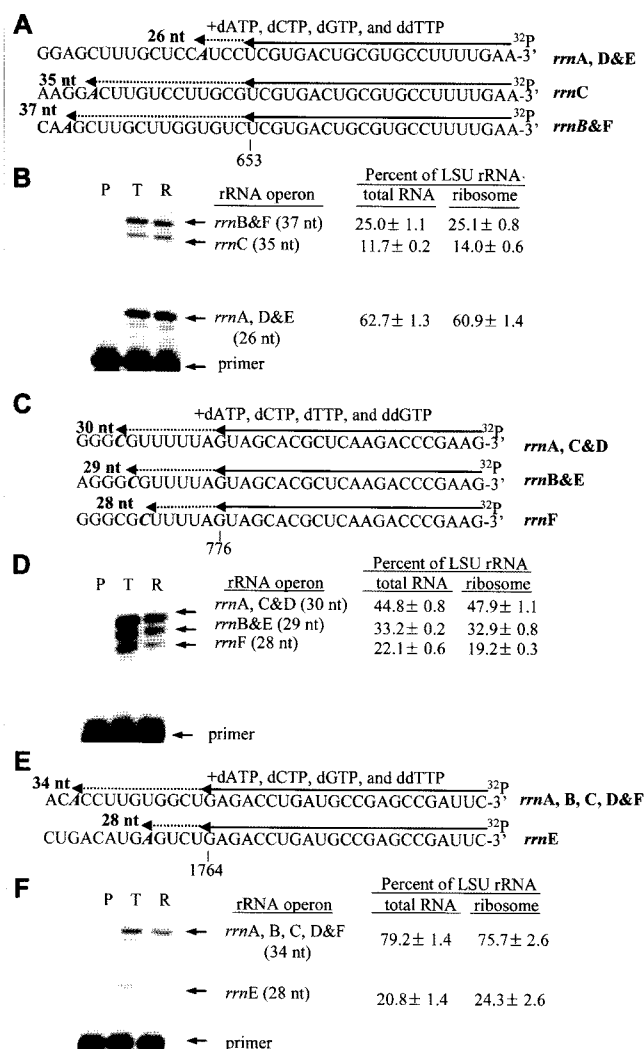 A
+dATP, dCTP, dGTP, and ddTTP
26 nt
32P
GGAGCUUUGCUCCAUCCUCGUGACUGCGUGCCUUUUGAA-3' rrnA, D&E
35 nt
32P
AAGGACUUGUCCUUGCGUCGUGACUGCGUGCCUUUUGAA-3' rrnC
37 nt
32P
CAAGCUUGCUUGGUGUCUCGUGACUGCGUGCCUUUUGAA-3' rrnB&F
653
B
P T R
rRNA operon
Percent of LSU rRNA
total RNA ribosome
rrnB&F (37 nt) 25.0± 1.1 25.1± 0.8
rrnC (35 nt) 11.7± 0.2 14.0± 0.6
rrnA, D&E 62.7± 1.3 60.9± 1.4
(26 nt)
primer
C
+dATP, dCTP, dTTP, and ddGTP
30 nt
32P
GGGCGUUUUUAGUAGCACGCUCAAGACCCGAAG-3' rrnA, C&D
29 nt
32P
AGGGCGUUUUAGUAGCACGCUCAAGACCCGAAG-3' rrnB&E
28 nt
32P
GGGCGCUUUUAGUAGCACGCUCAAGACCCGAAG-3' rrnF
776
D
P T R
rRNA operon
Percent of LSU rRNA
total RNA ribosome
rrnA, C&D (30 nt) 44.8± 0.8 47.9± 1.1
rrnB&E (29 nt) 33.2± 0.2 32.9± 0.8
rrnF (28 nt) 22.1± 0.6 19.2± 0.3
primer
E
+dATP, dCTP, dGTP, and ddTTP
34 nt
32P
ACACCUUGUGGCUGAGACCUGAUGCCGAGCCGAUUC-3' rrnA, B, C, D&F
28 nt
32P
CUGACAUGAGUCUGAGACCUGAUGCCGAGCCGAUUC-3' rrnE
1764
F
P T R
rRNA operon
Percent of LSU rRNA
total RNA ribosome
rrnA, B, C, D&F 79.2± 1.4 75.7± 2.6
(34 nt)
rrnE (28 nt) 20.8± 1.4 24.3± 2.6
primer